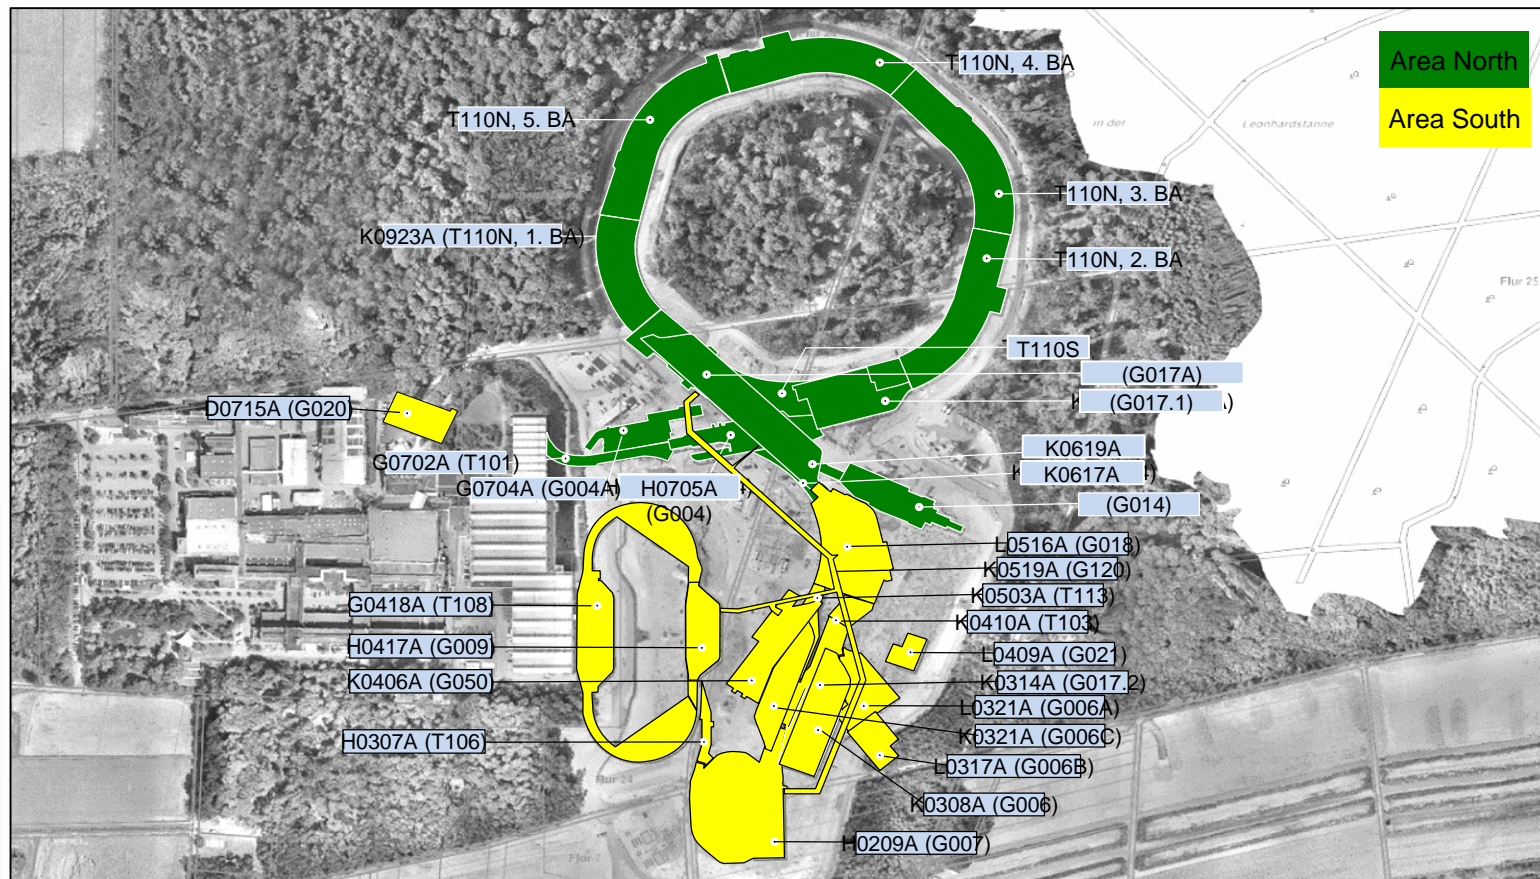 Area North
Area South
T110N, 4. BA
T110N, 5. BA
in der
Leonhardstanne
T110N, 3. BA
K0923A (T110N, 1. BA)
T110N, 2. BA
Flur 25
T110S
(G017A)
(G017.1)
D0715A (G020)
K0619A
G0702A (T101)
K0617A
G0704A (G004A)
H0705A
(G004)
(G014)
L0516A (G018)
K0519A (G120)
K0503A (T113)
G0418A (T108)
K0410A (T103)
H0417A (G009)
L0409A (G021)
K0406A (G050)
K0314A (G017.2)
L0321A (G006A)
H0307A (T106)
K0321A (G006C)
L0317A (G006B)
Flur 24
K0308A (G006)
H0209A (G007)
Flur